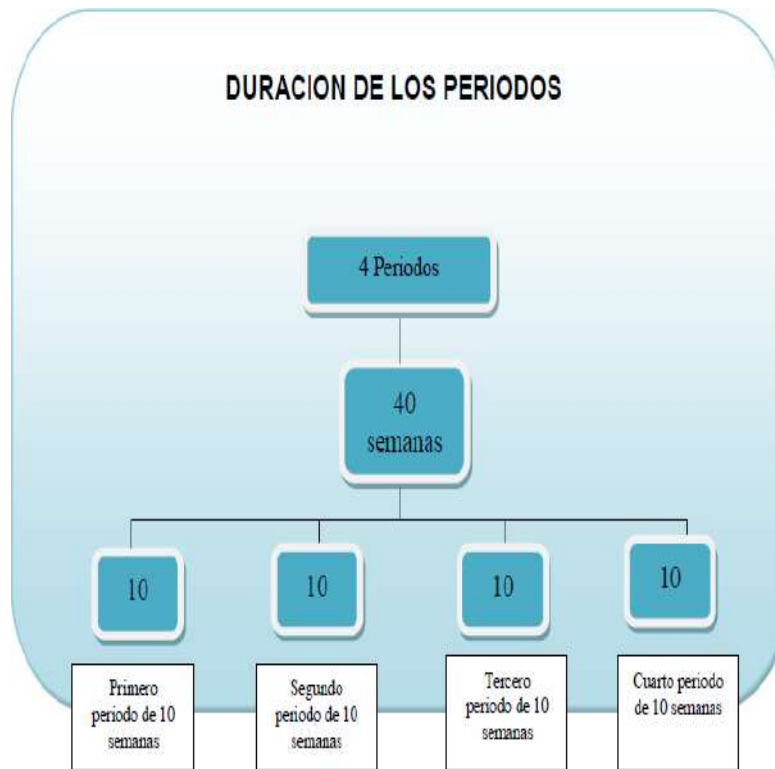 DURACION DE LOS PERIODOS
4 Periodos
40
semanas
10
10
10
10
Primero
periodo de 10
semanas
Segundo
periodo de 10
semanas
Tercero
periodo de 10
semanas
Cuarto periodo
de 10 semanas